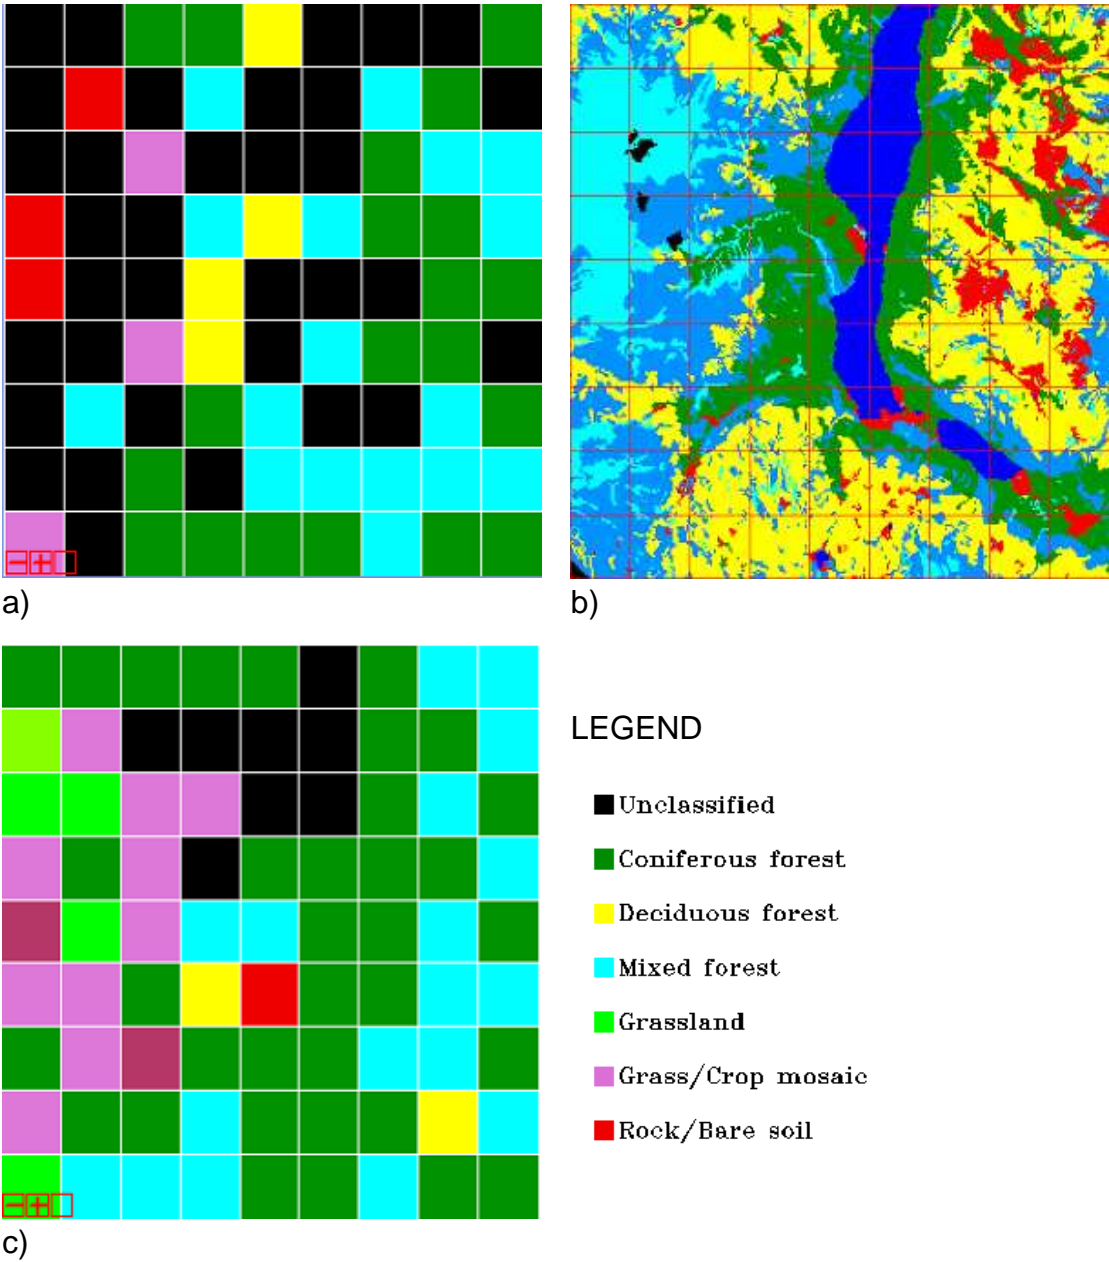 a)
b)
c)
LEGEND
Unclassified
Coniferous forest
Deciduous forest
Mixed forest
Grassland
Grass/Crop mosaic
Rock/Bare soil